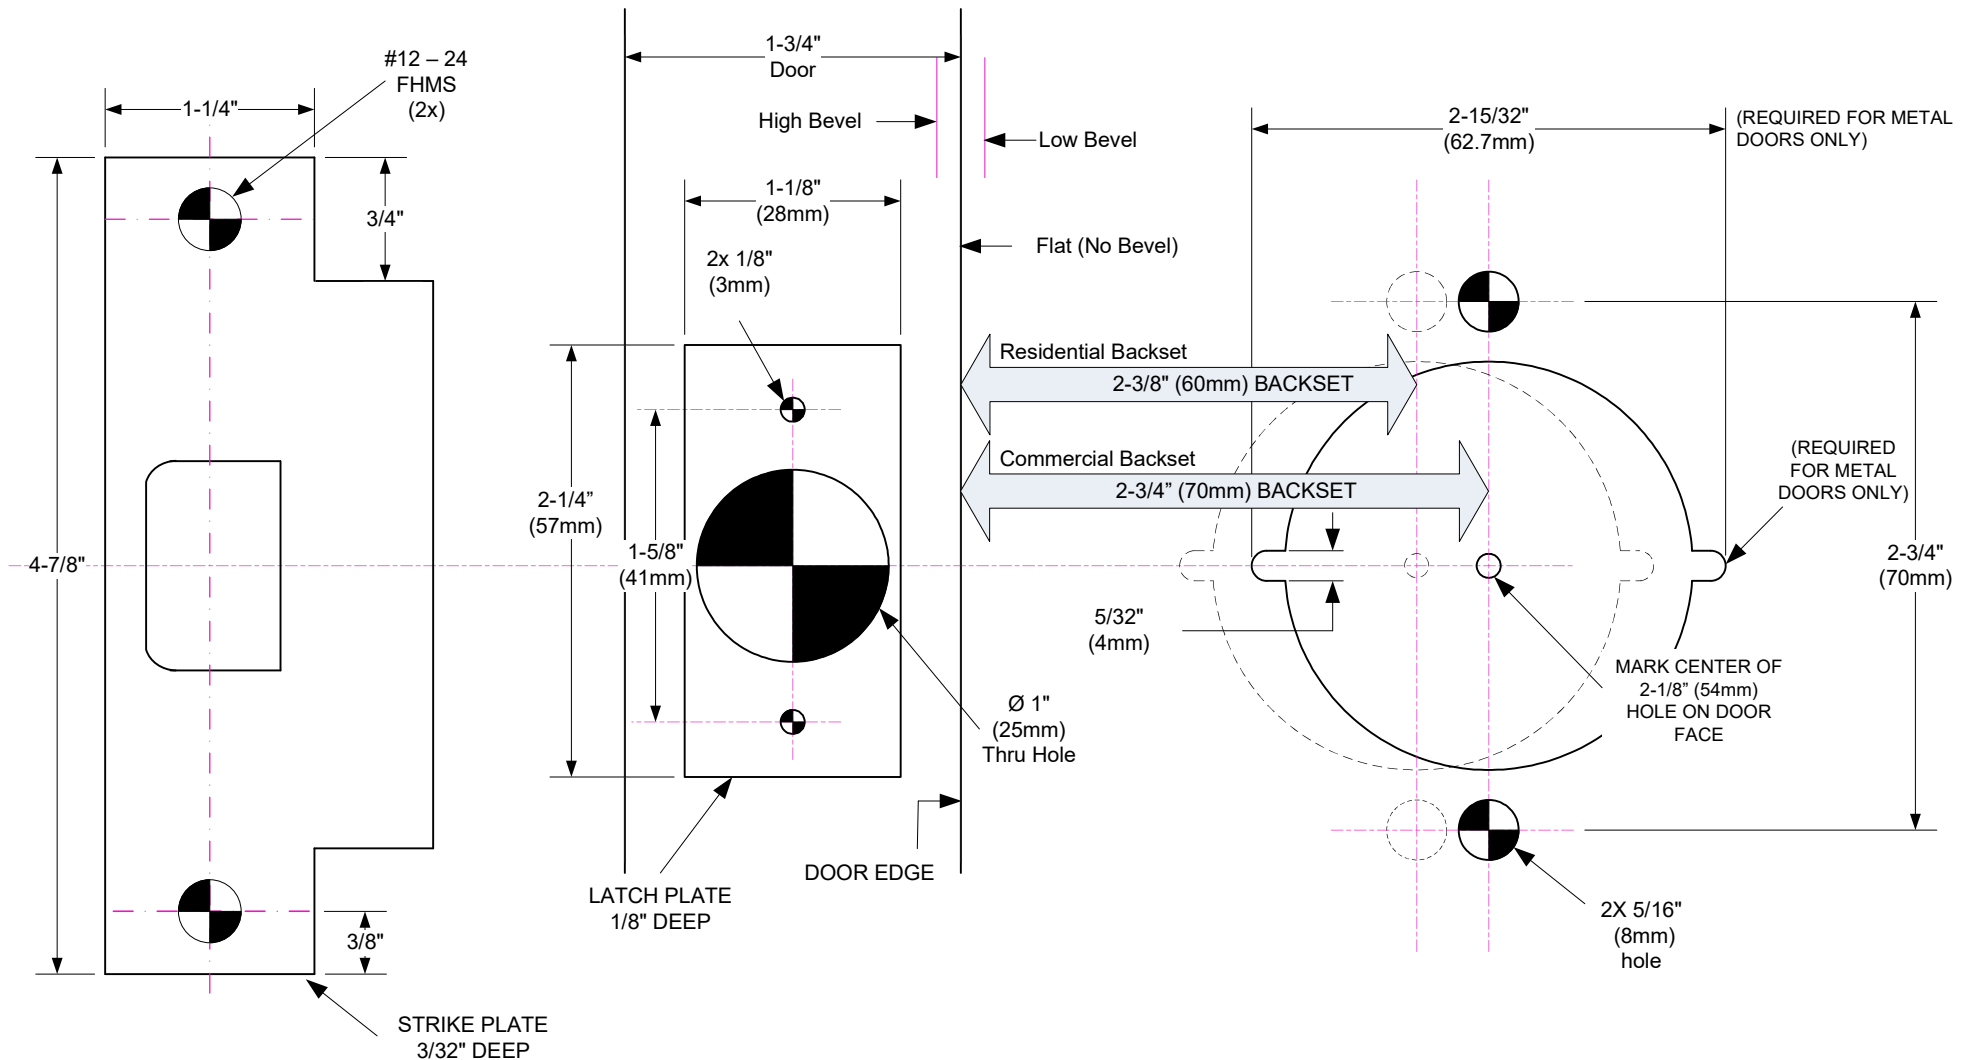 #12 – 24
FHMS
(2x)
1-1/4"
3/4"
4-7/8"
3/8"
STRIKE PLATE
3/32" DEEP
1-3/4"
Door
High Bevel
Low Bevel
1-1/8"
(28mm)
Flat (No Bevel)
2x 1/8"
(3mm)
2-1/4”
(57mm)
1-5/8"
(41mm)
Ø 1"
(25mm)
Thru Hole
DOOR EDGE
LATCH PLATE
1/8" DEEP
Residential Backset
2-3/8" (60mm) BACKSET
Commercial Backset
2-3/4” (70mm) BACKSET
2-15/32"
(62.7mm)
(REQUIRED FOR METAL
DOORS ONLY)
(REQUIRED
FOR METAL
DOORS ONLY)
5/32"
(4mm)
2-3/4"
(70mm)
MARK CENTER OF
2-1/8” (54mm)
HOLE ON DOOR
FACE
2X 5/16"
(8mm)
hole